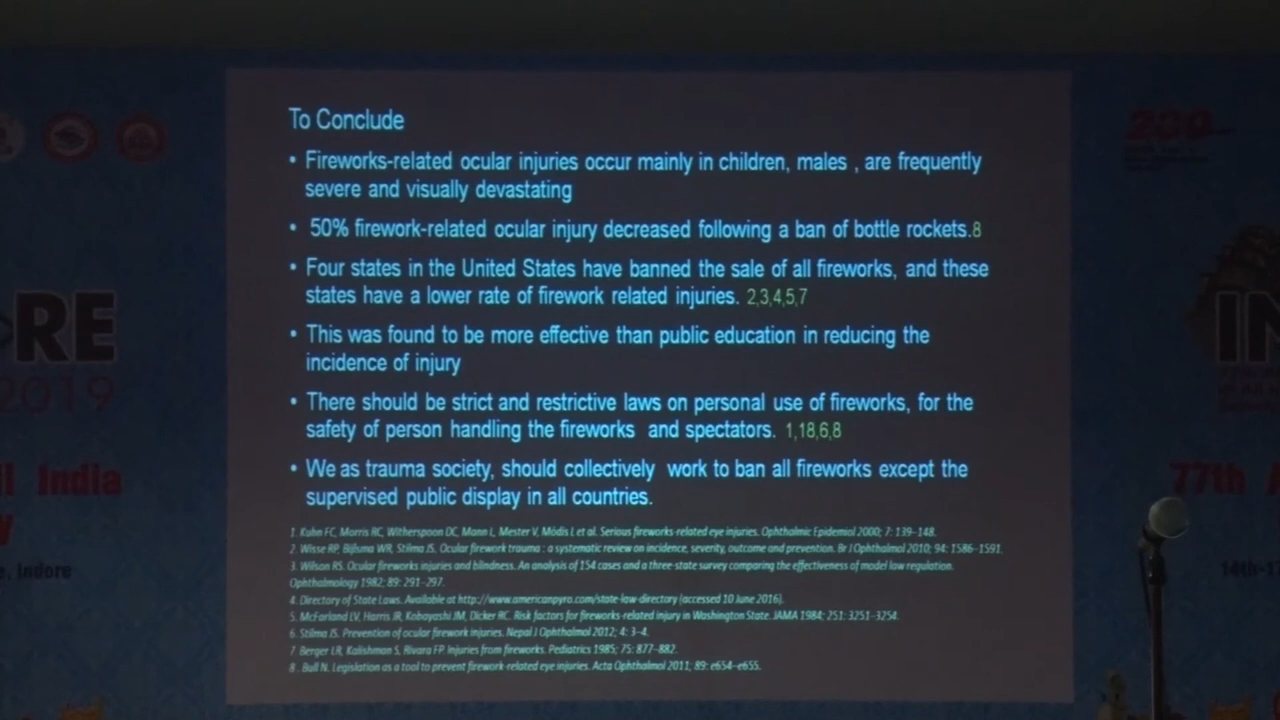 To Conclude
• Fireworks-related ocular injuries occur mainly in children, males , are frequently
severe and visually devastating
• 50% firework-related ocular injury decreased following a ban of bottle rockets.8
• Four states in the United States have banned the sale of all fireworks, and these
states have a lower rate of firework related injuries. 2,3,4,5,7
• This was found to be more effective than public education in reducing the
incidence of injury
• There should be strict and restrictive laws on personal use of fireworks, for the
safety of person handling the fireworks and spectators. 1,18,6,8
• We as trauma society, should collectively work to ban all fireworks except the
supervised public display in all countries.
1. Kuhn FC, Morris RC, Witherspoon DC, Mann L, Mester V, Módis L et al. Serious fireworks-related eye injuries. Ophthalmic Epidemiol 2000; 7: 139-148.
2. Wisse RP, Bijlsma WR, Stilma JS. Ocular firework trauma : a systematic review on incidence, severity, outcome and prevention. Br J Ophthalmol 2010; 94: 1586-1591.
3. Wilson RS. Ocular fireworks injuries and blindness. An analysis of 154 cases and a three-state survey comparing the effectiveness of model law regulation.
Ophthalmology 1982; 89: 291-297.
4. Directory of State Laws. Available at http://www.americanpyro.com/state-law-directory (accessed 10 June 2016).
5. McFarland LV, Harris JR, Kobayashi JM, Dicker RC. Risk factors for fireworks-related injury in Washington State. JAMA 1984; 251: 3251-3254.
6. Stilma JS. Prevention of ocular firework injuries. Nepal J Ophthalmol 2012; 4: 3-4.
7 Berger LR, Kalishman S, Rivara FP. Injuries from fireworks. Pediatrics 1985; 75: 877-882.
8 . Bull N. Legislation as a tool to prevent firework-related eye injuries. Acta Ophthalmol 2011; 89: e654-e655.
RE
2019
India
Indore
200
IN
77th